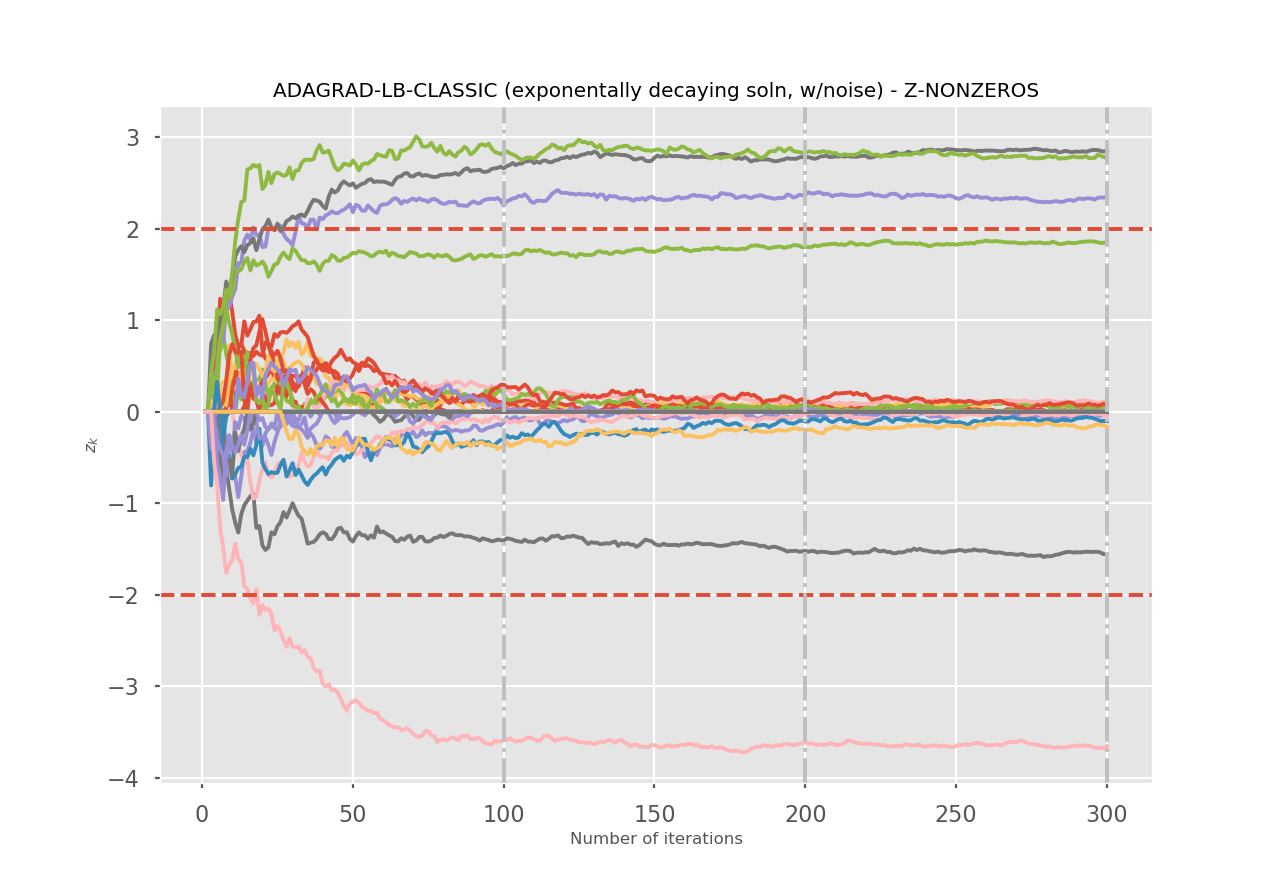 ADAGRAD-LB-CLASSIC (exponentially decaying soln, w/noise) - Z-NONZEROS
3
2
1
0
−1
−2
−3
−4
z_k
0 50 100 150 200 250 300
Number of iterations